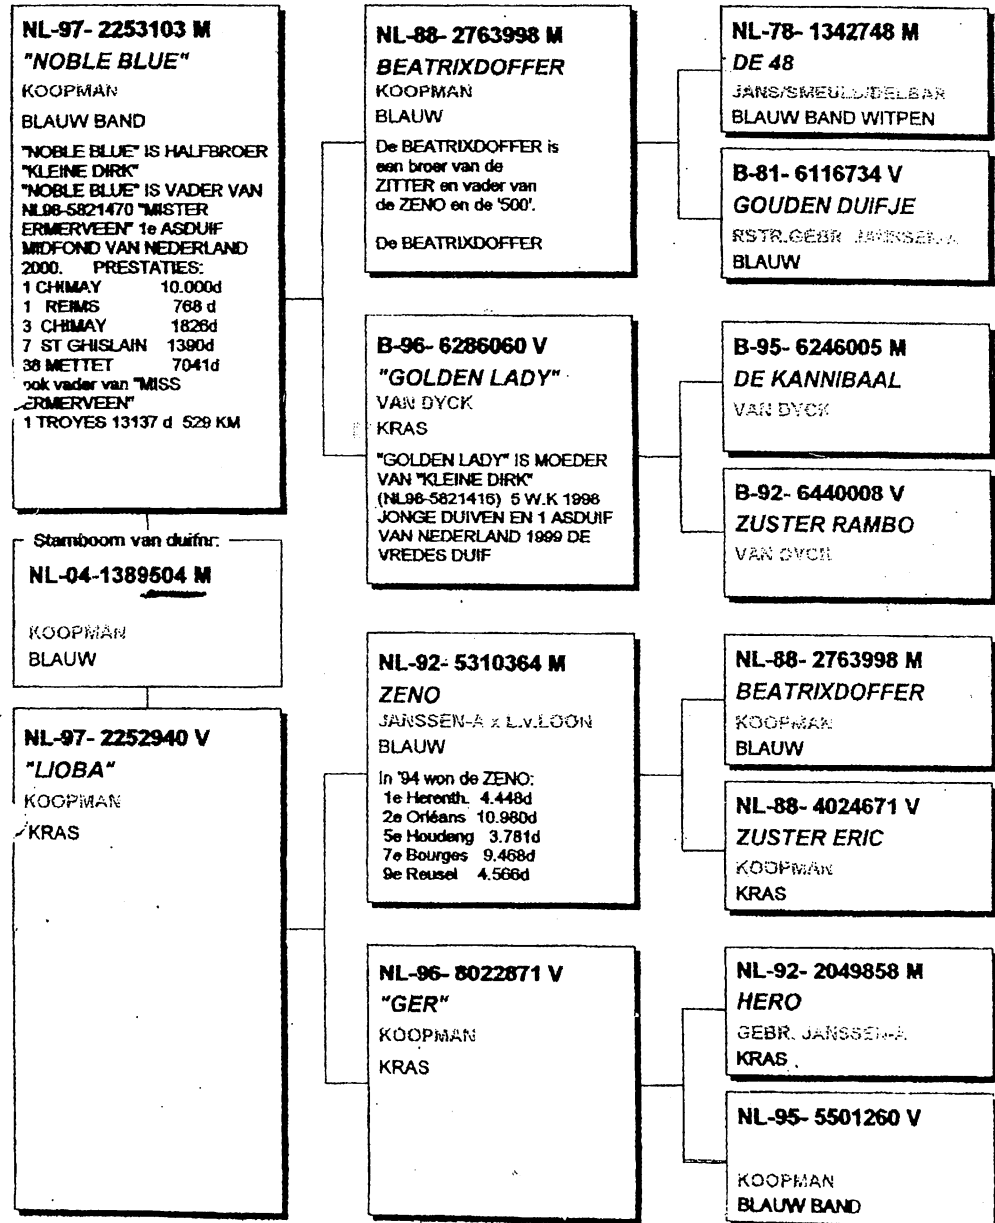 NL-97- 2253103 M
"NOBLE BLUE"
KOOPMAN
BLAUW BAND
"NOBLE BLUE" IS HALFBROER
"KLEINE DIRK"
"NOBLE BLUE" IS VADER VAN
NL98-5821470 "MISTER
ERMERVEEN" 1e ASDUIF
MIDFOND VAN NEDERLAND
2000. PRESTATIES:
1 CHIMAY 10.000d
1 REIMS 768 d
3 CHIMAY 1826d
7 ST GHISLAIN 1390d
38 METTET 7041d
ook vader van "MISS
ERMERVEEN"
1 TROYES 13137 d 529 KM
Stamboom van duifnr:
NL-04-1389504 M
KOOPMAN
BLAUW
NL-97- 2252940 V
"LIOBA"
KOOPMAN
KRAS
NL-88- 2763998 M
BEATRIXDOFFER
KOOPMAN
BLAUW
De BEATRIXDOFFER is
een broer van de
ZITTER en vader van
de ZENO en de '500'.
De BEATRIXDOFFER
B-96- 6286060 V
"GOLDEN LADY"
VAN DYCK
KRAS
"GOLDEN LADY" IS MOEDER
VAN "KLEINE DIRK"
(NL98-5821416) 5 W.K 1998
JONGE DUIVEN EN 1 ASDUIF
VAN NEDERLAND 1999 DE
VREDES DUIF
NL-92- 5310364 M
ZENO
JANSSEN-A x L.v.LOON
BLAUW
In '94 won de ZENO:
1e Herenth. 4.448d
2e Orléans 10.980d
5e Houdeng 3.781d
7e Bourges 9.468d
9e Reusel 4.566d
NL-96- 8022871 V
"GER"
KOOPMAN
KRAS
NL-78- 1342748 M
DE 48
JANS/SMEULD/DELBAR
BLAUW BAND WITPEN
B-81- 6116734 V
GOUDEN DUIFJE
RSTR.GEBR JANSSEN-A
BLAUW
B-95- 6246005 M
DE KANNIBAAL
VAN DYCK
B-92- 6440008 V
ZUSTER RAMBO
VAN DYCK
NL-88- 2763998 M
BEATRIXDOFFER
KOOPMAN
BLAUW
NL-88- 4024671 V
ZUSTER ERIC
KOOPMAN
KRAS
NL-92- 2049858 M
HERO
GEBR. JANSSEN-A
KRAS
NL-95- 5501260 V
KOOPMAN
BLAUW BAND